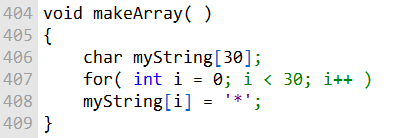 404 void makeArray( )
405 {
406     char myString[30];
407     for( int i = 0; i < 30; i++ )
408     myString[i] = '*';
409 }